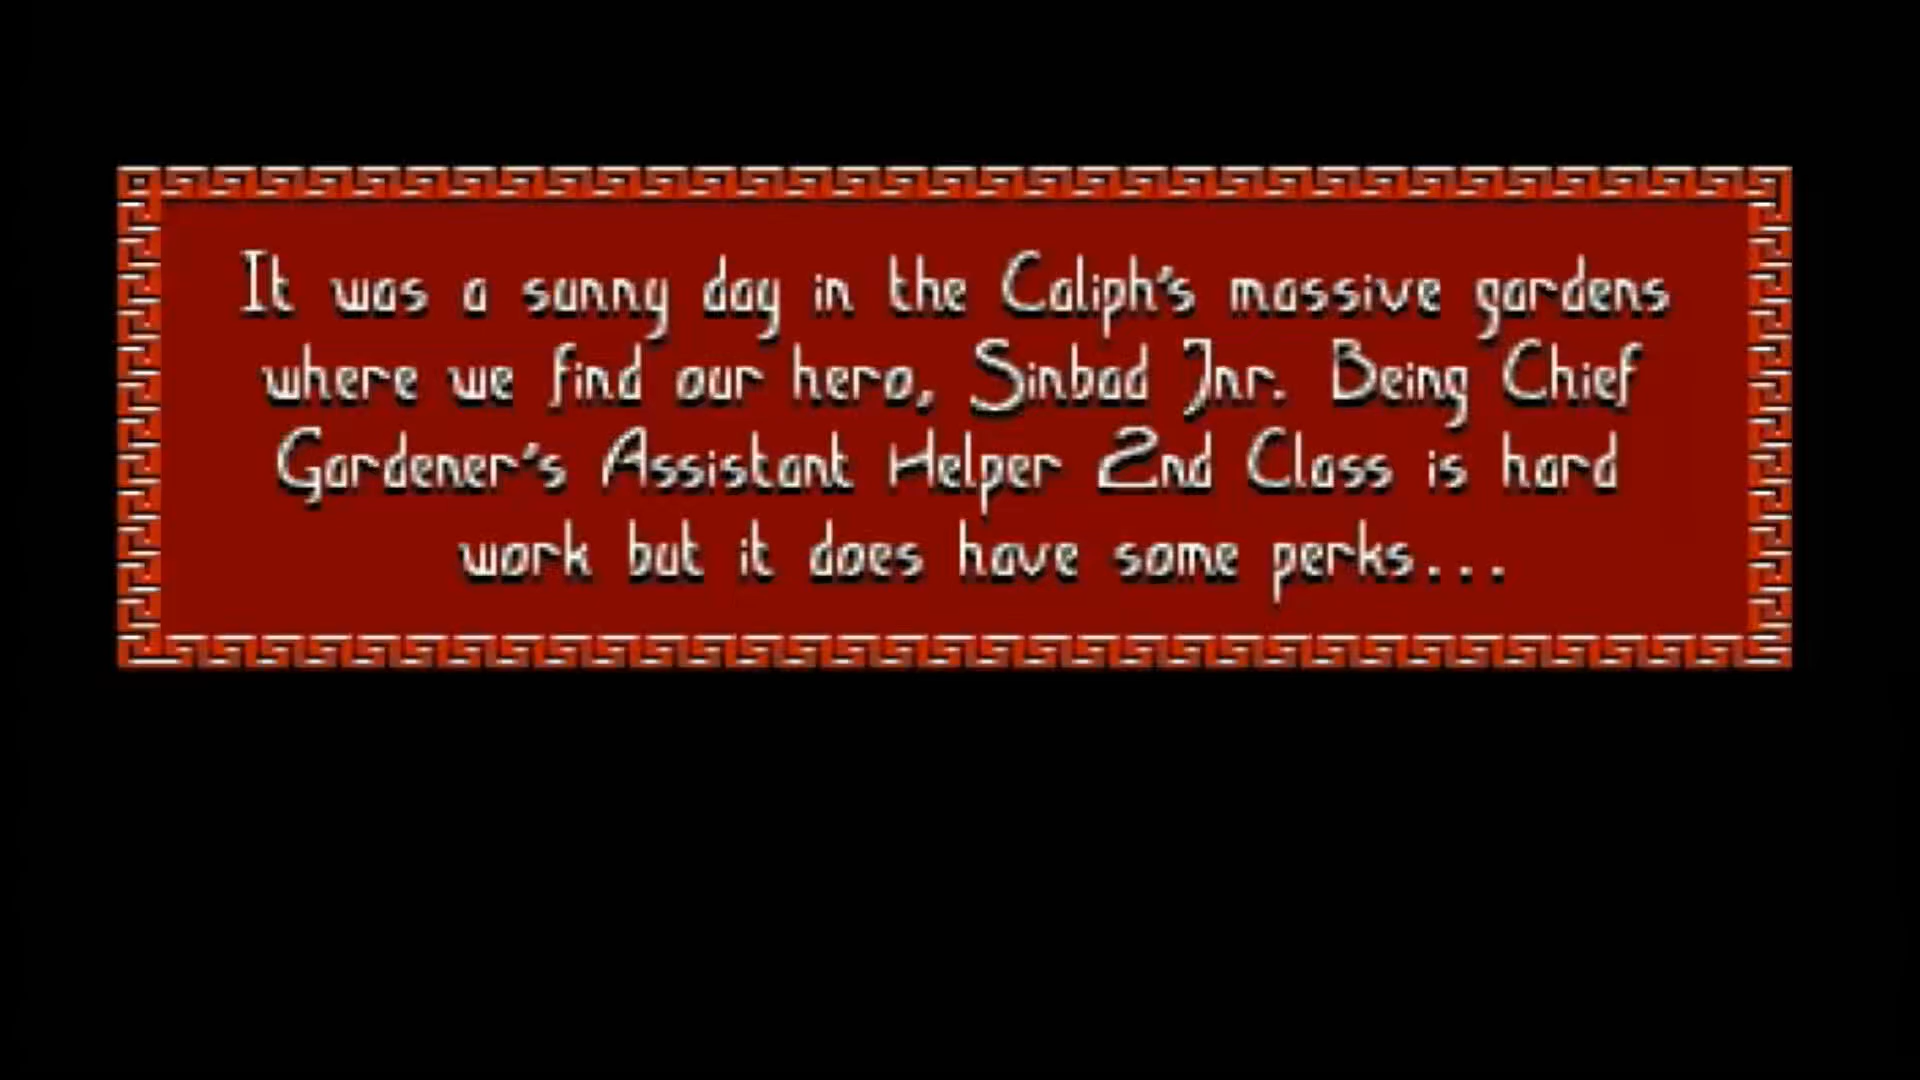 It was a sunny day in the Caliph's massive gardens
where we find our hero, Sinbad Jnr. Being Chief
Gardener's Assistant Helper 2nd Class is hard
work but it does have some perks...